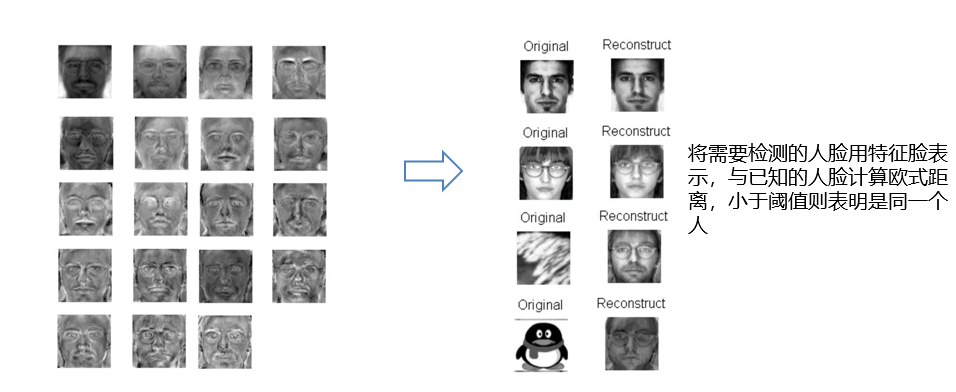 Original Reconstruct
Original Reconstruct
Original Reconstruct
Original Reconstruct
将需要检测的人脸用特征脸表
示，与已知的人脸计算欧式距
离，小于阈值则表明是同一个
人